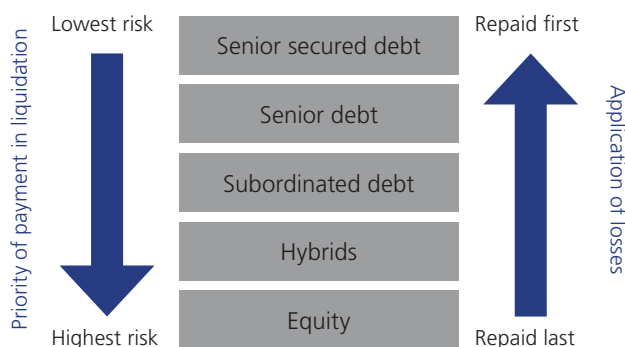 Lowest risk
Repaid first
Senior secured debt
Priority of payment in liquidation
Senior debt
Application of losses
Subordinated debt
Hybrids
Equity
Highest risk
Repaid last